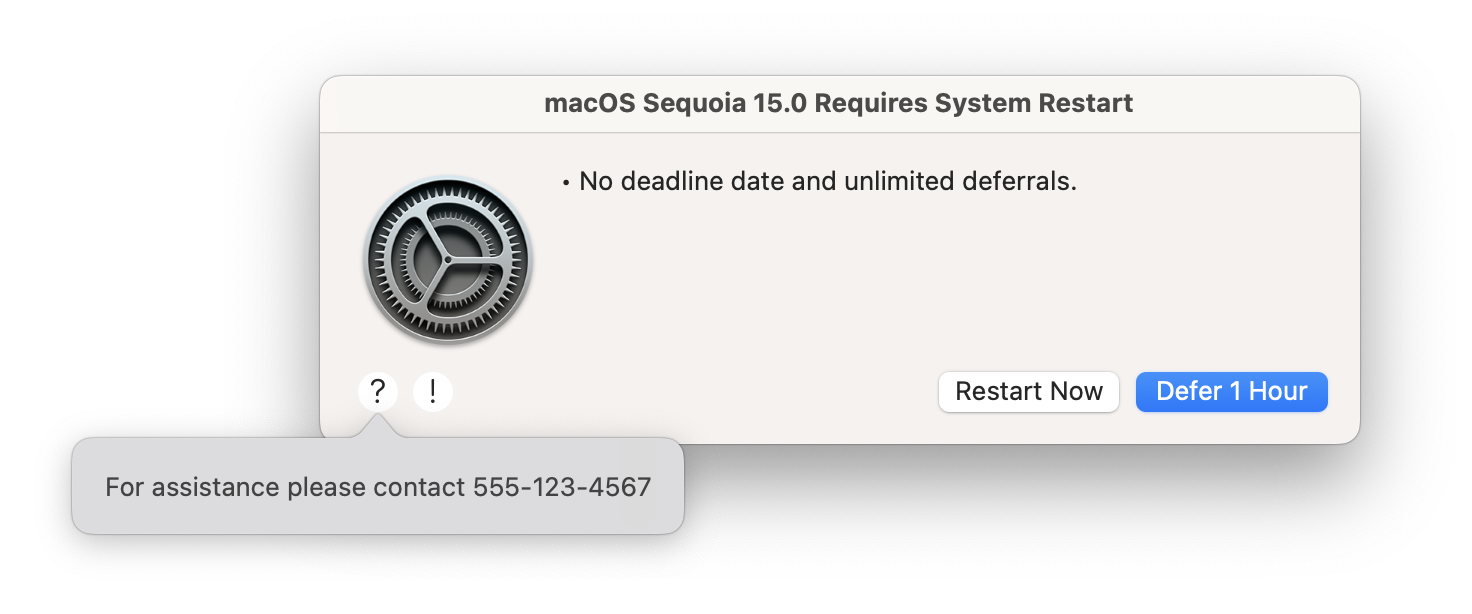 macOS Sequoia 15.0 Requires System Restart
• No deadline date and unlimited deferrals.
? !
Restart Now Defer 1 Hour
For assistance please contact 555-123-4567